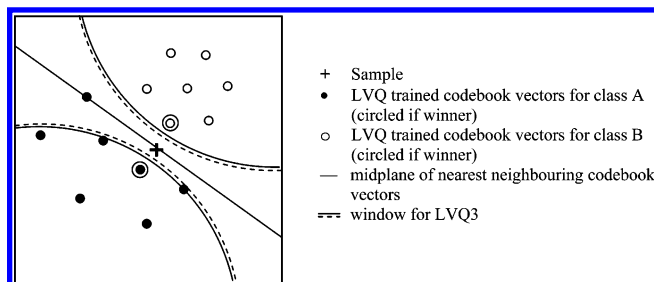 Sample
LVQ trained codebook vectors for class A
(circled if winner)
LVQ trained codebook vectors for class B
(circled if winner)
midplane of nearest neighbouring codebook
vectors
window for LVQ3